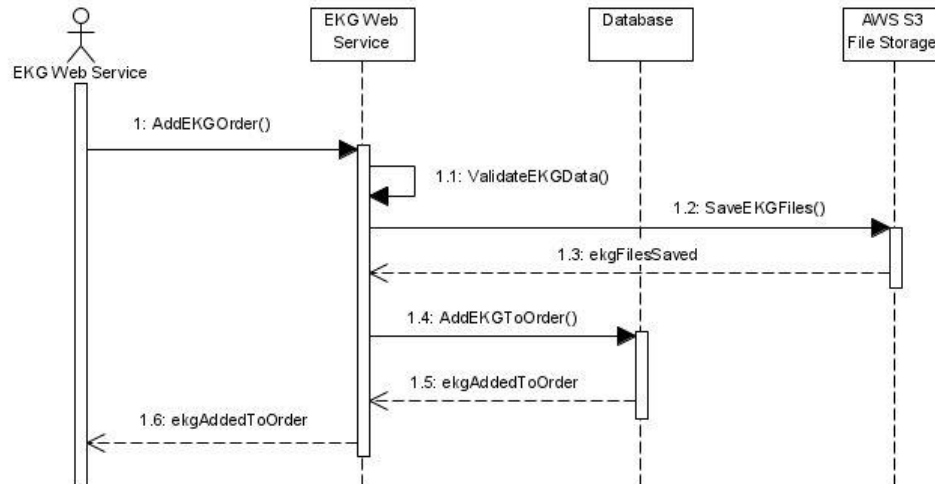 EKG Web
Service
Database
AWS S3
File Storage
EKG Web Service
1: AddEKGOrder()
1.1: ValidateEKGData()
1.2: SaveEKGFiles()
1.3: ekgFilesSaved
1.4: AddEKGToOrder()
1.5: ekgAddedToOrder
1.6: ekgAddedToOrder